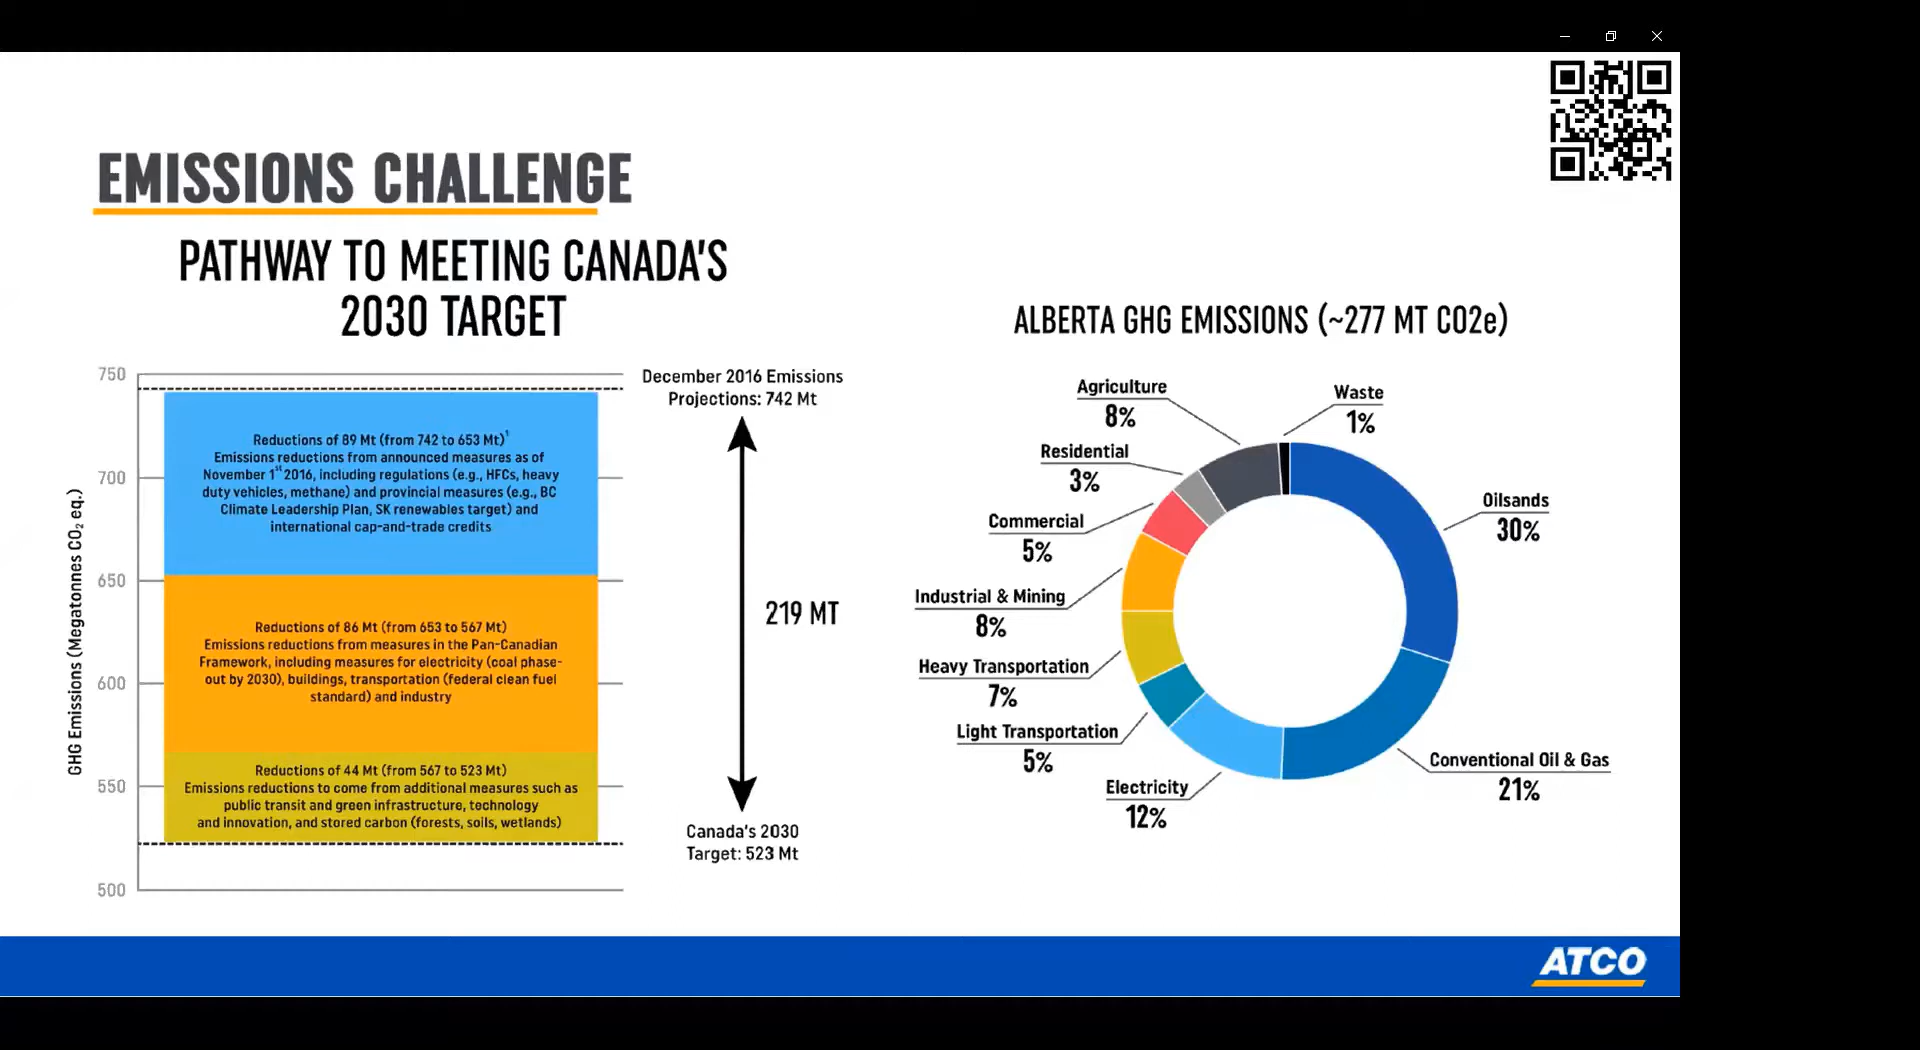 EMISSIONS CHALLENGE
PATHWAY TO MEETING CANADA'S
2030 TARGET
GHG Emissions (Megatonnes CO₂ eq.)
750
700
650
600
550
500
Reductions of 89 Mt (from 742 to 653 Mt)¹
Emissions reductions from announced measures as of
November 1st 2016, including regulations (e.g., HFCs, heavy
duty vehicles, methane) and provincial measures (e.g., BC
Climate Leadership Plan, SK renewables target) and
international cap-and-trade credits
Reductions of 86 Mt (from 653 to 567 Mt)
Emissions reductions from measures in the Pan-Canadian
Framework, including measures for electricity (coal phase-
out by 2030), buildings, transportation (federal clean fuel
standard) and industry
Reductions of 44 Mt (from 567 to 523 Mt)
Emissions reductions to come from additional measures such as
public transit and green infrastructure, technology
and innovation, and stored carbon (forests, soils, wetlands)
December 2016 Emissions
Projections: 742 Mt
219 MT
Canada's 2030
Target: 523 Mt
ALBERTA GHG EMISSIONS (~277 MT CO2e)
Agriculture
8%
Waste
1%
Residential
3%
Oilsands
30%
Commercial
5%
Industrial & Mining
8%
Heavy Transportation
7%
Light Transportation
5%
Electricity
12%
Conventional Oil & Gas
21%
ATCO